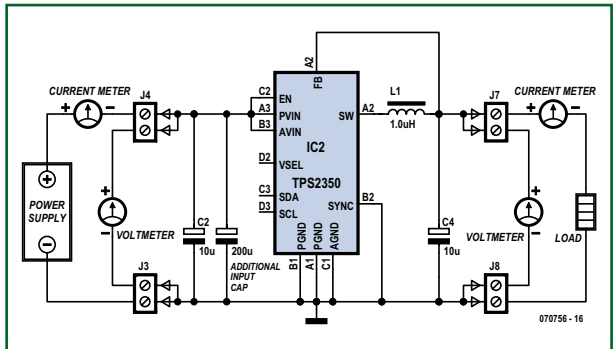 A2
FB
CURRENT METER
+
–
J4
C2
EN
A3
PVIN
B3
AVIN
SW
A2
L1
1.0uH
J7
CURRENT METER
+
–
IC2
D2
VSEL
TPS2350
C3
SDA
D3
SCL
SYNC
B2
POWER
SUPPLY
+
–
VOLTMETER
C2
10u
200u
ADDITIONAL
INPUT
CAP
PGND
PGND
AGND
B1
A1
C1
C4
10u
+
–
VOLTMETER
LOAD
J3
J8
070756 - 16